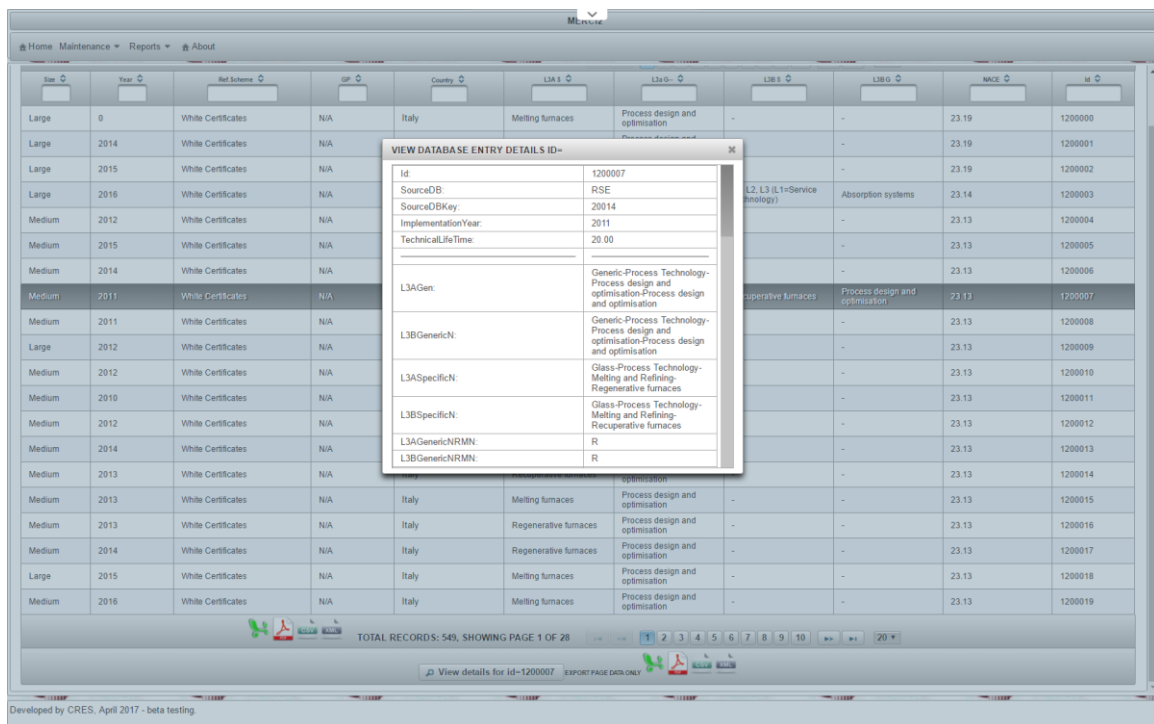 MERCI2
Home Maintenance Reports About
Size Year Ref Scheme GP Country L3A S L3a G-- L3B S L3B G NACE Id
Large 0 White Certificates N/A Italy Melting furnaces Process design and optimisation - - 23.19 1200000
Large 2014 White Certificates N/A - 23.19 1200001
Large 2015 White Certificates N/A - 23.19 1200002
Large 2016 White Certificates N/A L2, L3 (L1=Service Absorption systems 23.14 1200003
Medium 2012 White Certificates N/A - 23.13 1200004
Medium 2015 White Certificates N/A - 23.13 1200005
Medium 2014 White Certificates N/A - 23.13 1200006
Medium 2011 White Certificates N/A furnaces Process design and optimisation 23.13 1200007
Medium 2011 White Certificates N/A - 23.13 1200008
Large 2012 White Certificates N/A - 23.13 1200009
Medium 2012 White Certificates N/A - 23.13 1200010
Medium 2010 White Certificates N/A - 23.13 1200011
Medium 2012 White Certificates N/A - 23.13 1200012
Medium 2014 White Certificates N/A - 23.13 1200013
Medium 2013 White Certificates N/A Italy Recuperative furnaces optimisation - - 23.13 1200014
Medium 2013 White Certificates N/A Italy Melting furnaces Process design and optimisation - - 23.13 1200015
Medium 2013 White Certificates N/A Italy Regenerative furnaces Process design and optimisation - - 23.13 1200016
Medium 2014 White Certificates N/A Italy Regenerative furnaces Process design and optimisation - - 23.13 1200017
Large 2015 White Certificates N/A Italy Melting furnaces Process design and optimisation - - 23.13 1200018
Medium 2016 White Certificates N/A Italy Melting furnaces Process design and optimisation - - 23.13 1200019
VIEW DATABASE ENTRY DETAILS ID=
Id: 1200007
SourceDB: RSE
SourceDBKey: 20014
ImplementationYear: 2011
TechnicalLifeTime: 20.00
L3AGen: Generic-Process Technology-
Process design and
optimisation-Process design
and optimisation
L3BGenericN: Generic-Process Technology-
Process design and
optimisation-Process design
and optimisation
L3ASpecificN: Glass-Process Technology-
Melting and Refining-
Regenerative furnaces
L3BSpecificN: Glass-Process Technology-
Melting and Refining-
Recuperative furnaces
L3AGenericNRMN: R
L3BGenericNRMN: R
PDF CSV XML TOTAL RECORDS: 549, SHOWING PAGE 1 OF 28 1 2 3 4 5 6 7 8 9 10 20
View details for id=1200007 EXPORT PAGE DATA ONLY PDF CSV XML
Developed by CRES, April 2017 - beta testing.